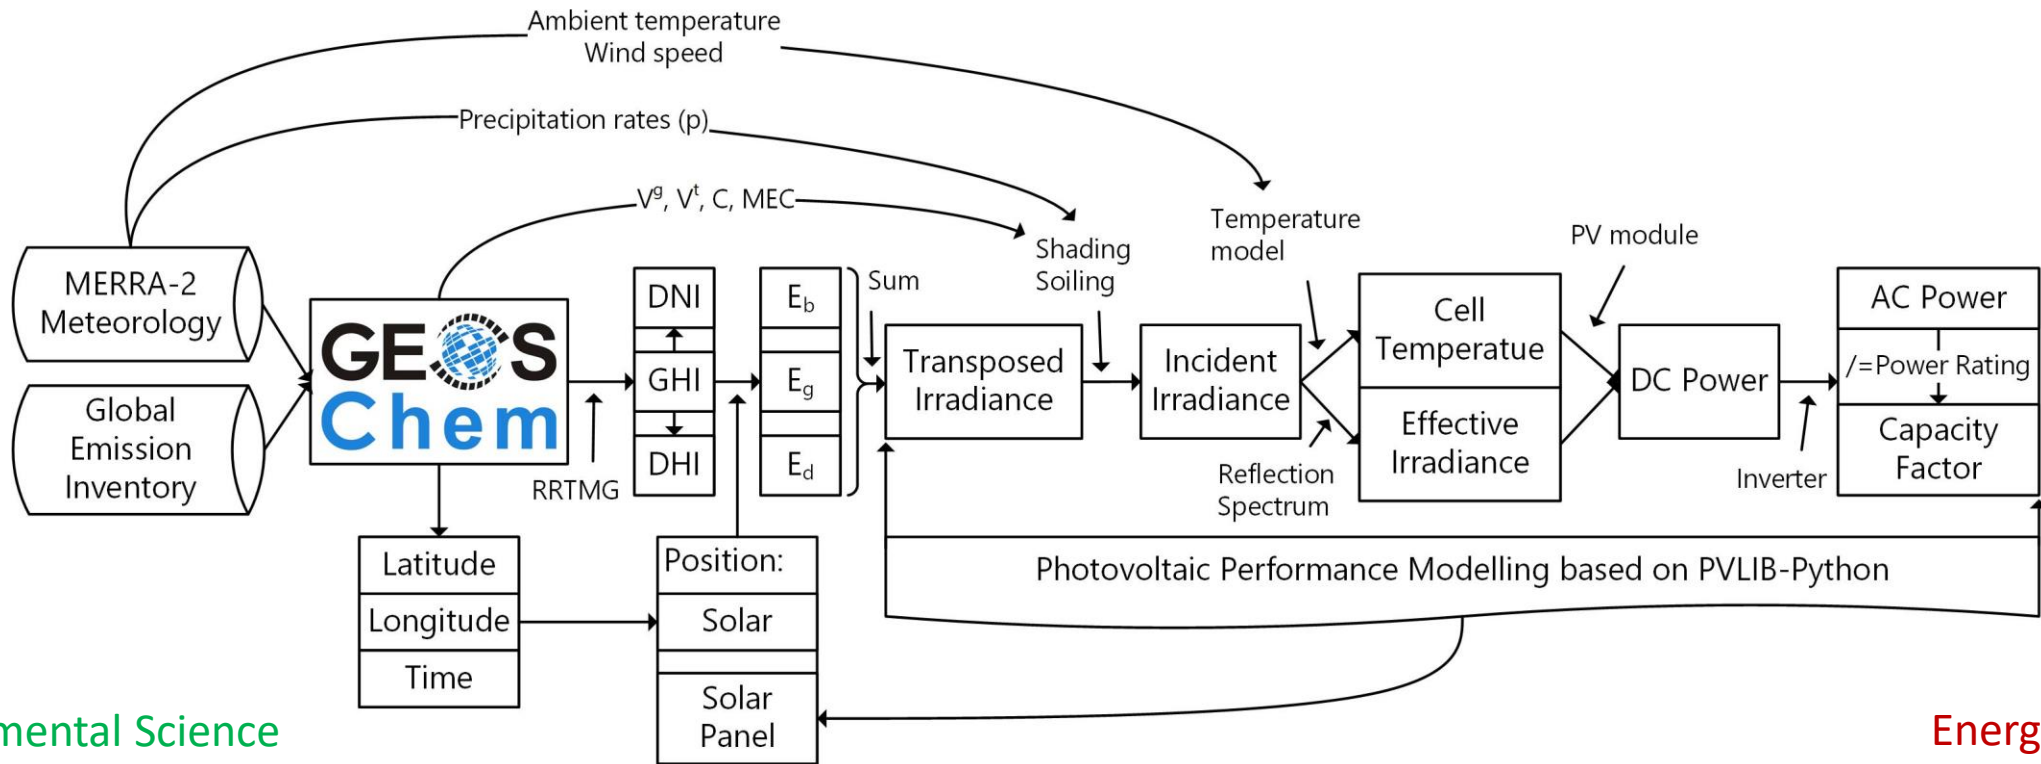 Ambient temperature
Wind speed
Precipitation rates (p)
Vᵍ, Vᵗ, C, MEC
MERRA-2
Meteorology
Global
Emission
Inventory
GEOS
Chem
RRTMG
DNI
GHI
DHI
E_b
E_g
E_d
Sum
Transposed
Irradiance
Shading
Soiling
Incident
Irradiance
Temperature
model
Reflection
Spectrum
Cell
Temperatue
Effective
Irradiance
PV module
DC Power
Inverter
AC Power
/=Power Rating
Capacity
Factor
Latitude
Longitude
Time
Position:
Solar
Solar
Panel
Photovoltaic Performance Modelling based on PVLIB-Python
mental Science
Energ